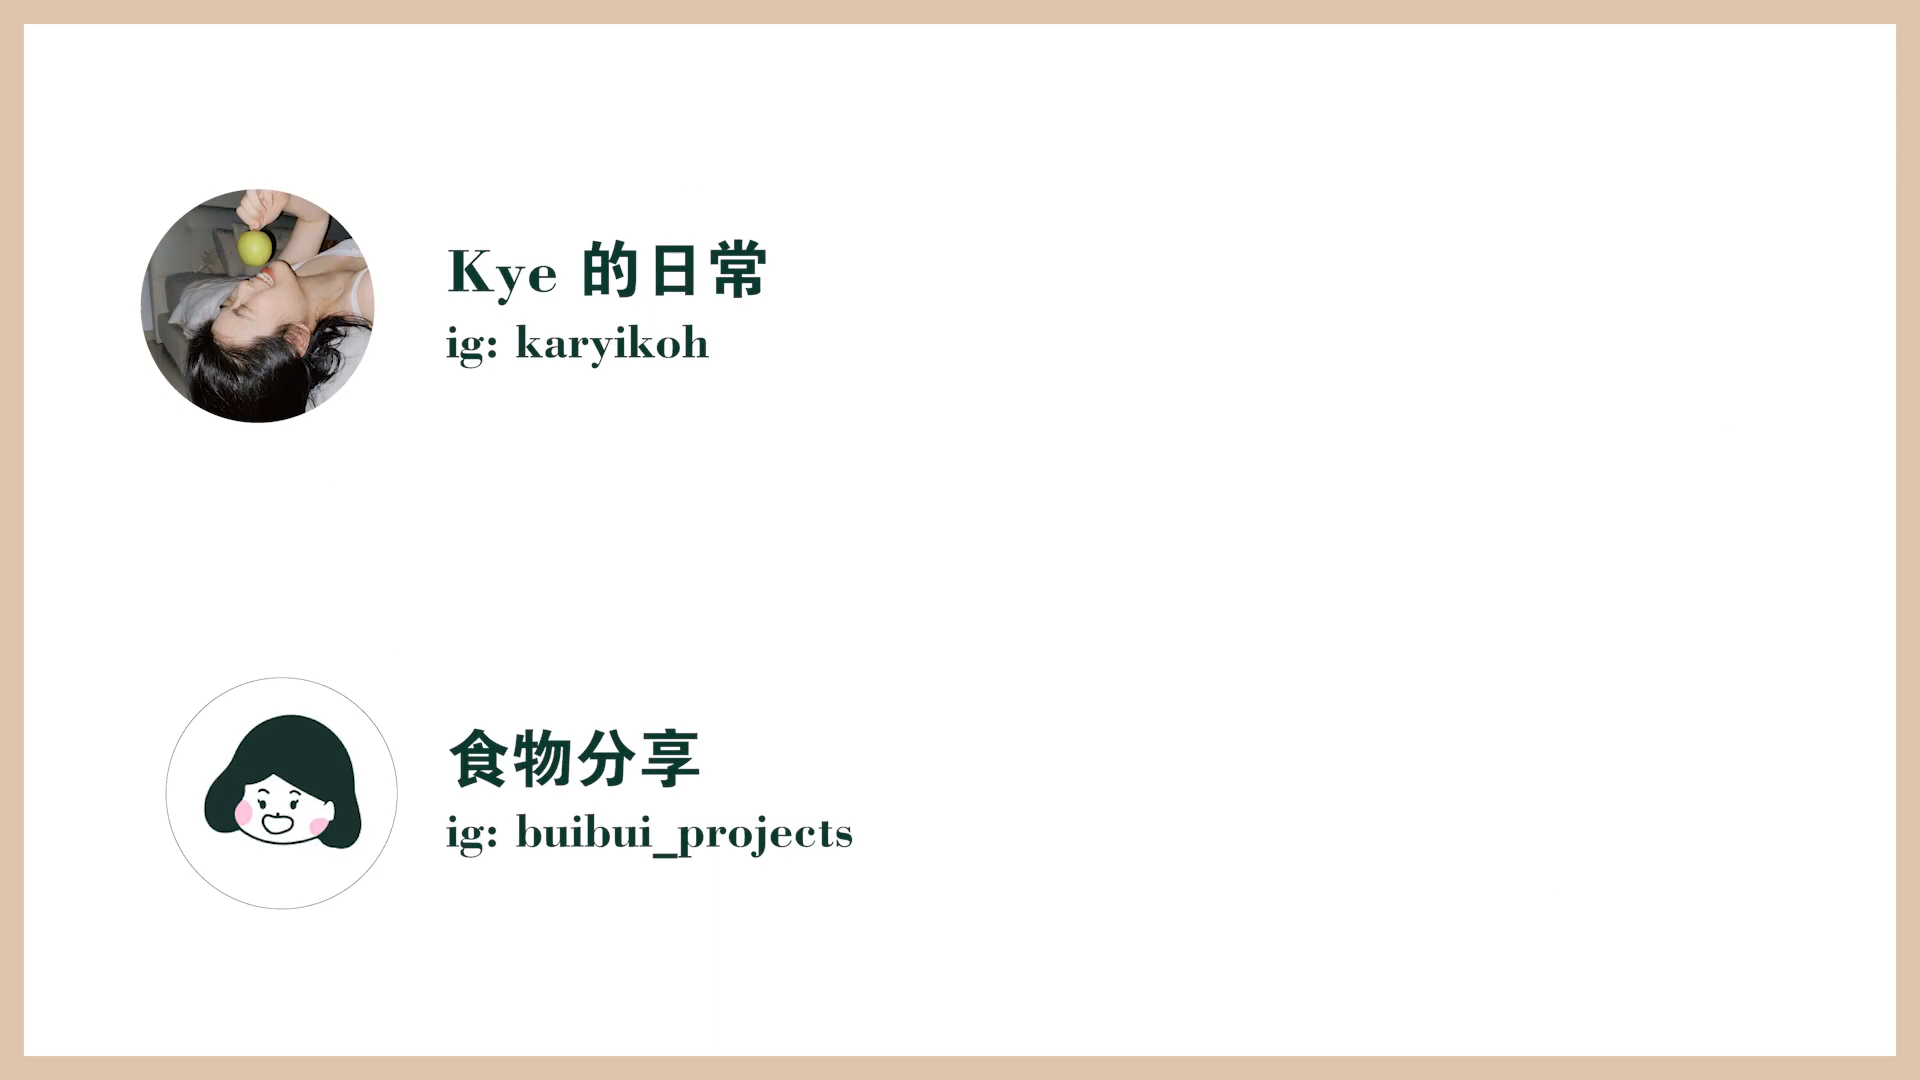 Kye 的日常
ig: karyikoh
食物分享
ig: buibui_projects